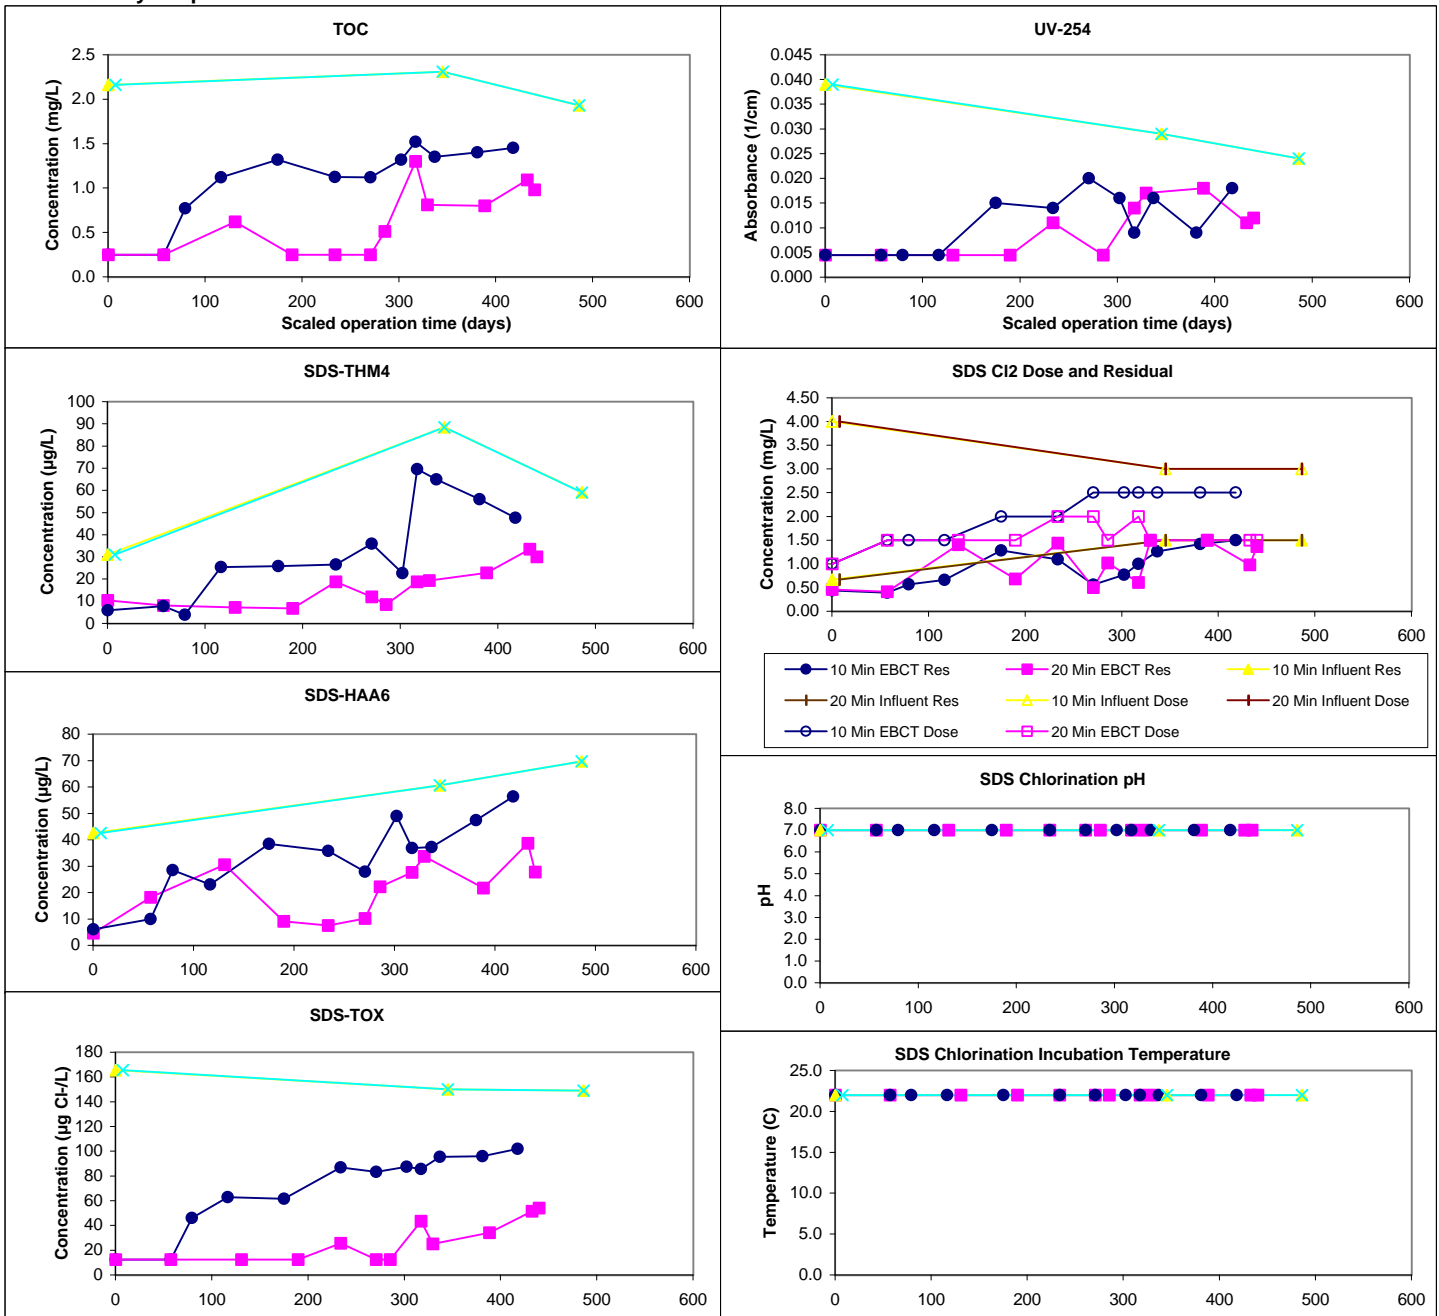 TOC
2.5
2.0
1.5
1.0
0.5
0.0
Concentration (mg/L)
0 100 200 300 400 500 600
Scaled operation time (days)
UV-254
0.045
0.040
0.035
0.030
0.025
0.020
0.015
0.010
0.005
0.000
Absorbance (1/cm)
0 100 200 300 400 500 600
Scaled operation time (days)
SDS-THM4
100
90
80
70
60
50
40
30
20
10
0
Concentration (µg/L)
0 100 200 300 400 500 600
SDS Cl2 Dose and Residual
4.50
4.00
3.50
3.00
2.50
2.00
1.50
1.00
0.50
0.00
Concentration (mg/L)
0 100 200 300 400 500 600
10 Min EBCT Res 20 Min EBCT Res 10 Min Influent Res
20 Min Influent Res 10 Min Influent Dose 20 Min Influent Dose
10 Min EBCT Dose 20 Min EBCT Dose
SDS-HAA6
80
70
60
50
40
30
20
10
0
Concentration (µg/L)
0 100 200 300 400 500 600
SDS Chlorination pH
8.0
7.0
6.0
5.0
4.0
3.0
2.0
1.0
0.0
pH
0 100 200 300 400 500 600
SDS-TOX
180
160
140
120
100
80
60
40
20
0
Concentration (µg Cl-/L)
0 100 200 300 400 500 600
SDS Chlorination Incubation Temperature
25.0
20.0
15.0
10.0
5.0
0.0
Temperature (C)
0 100 200 300 400 500 600